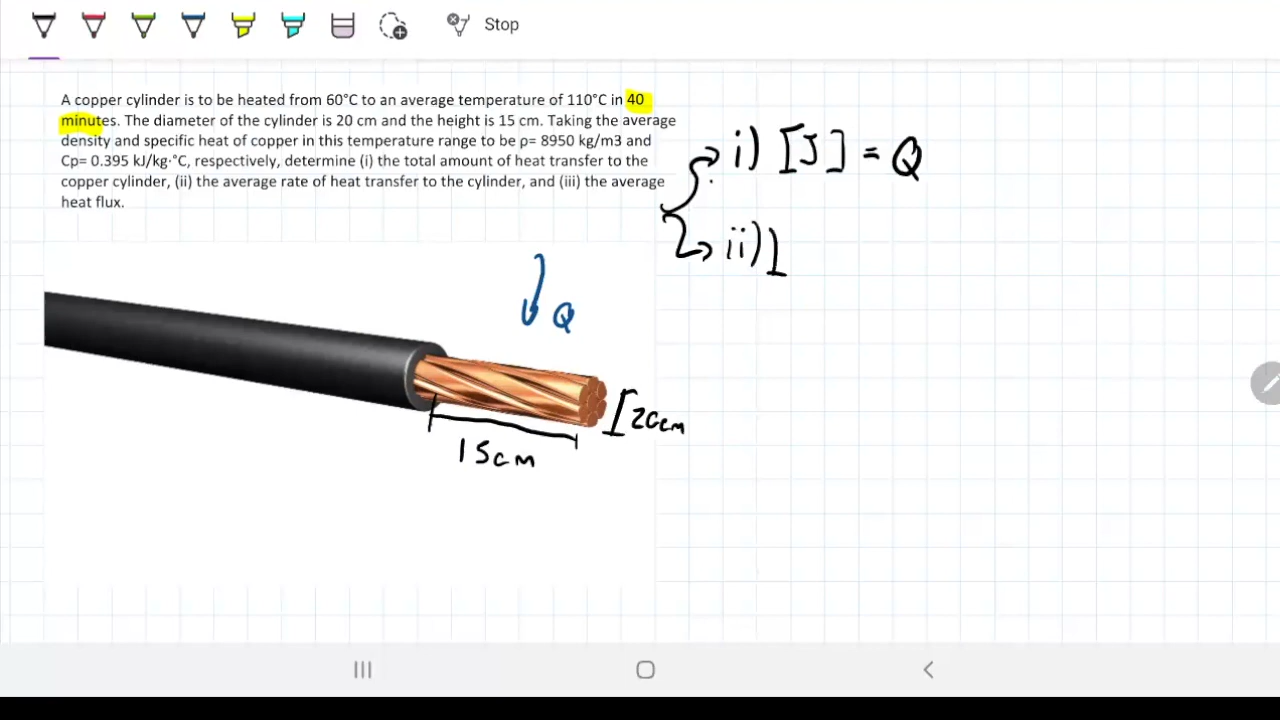 Stop
A copper cylinder is to be heated from 60°C to an average temperature of 110°C in 40
minutes. The diameter of the cylinder is 20 cm and the height is 15 cm. Taking the average
density and specific heat of copper in this temperature range to be ρ= 8950 kg/m3 and
Cp= 0.395 kJ/kg·°C, respectively, determine (i) the total amount of heat transfer to the
copper cylinder, (ii) the average rate of heat transfer to the cylinder, and (iii) the average
heat flux.
i) [J] = Q
ii) [
Q
20cm
15cm